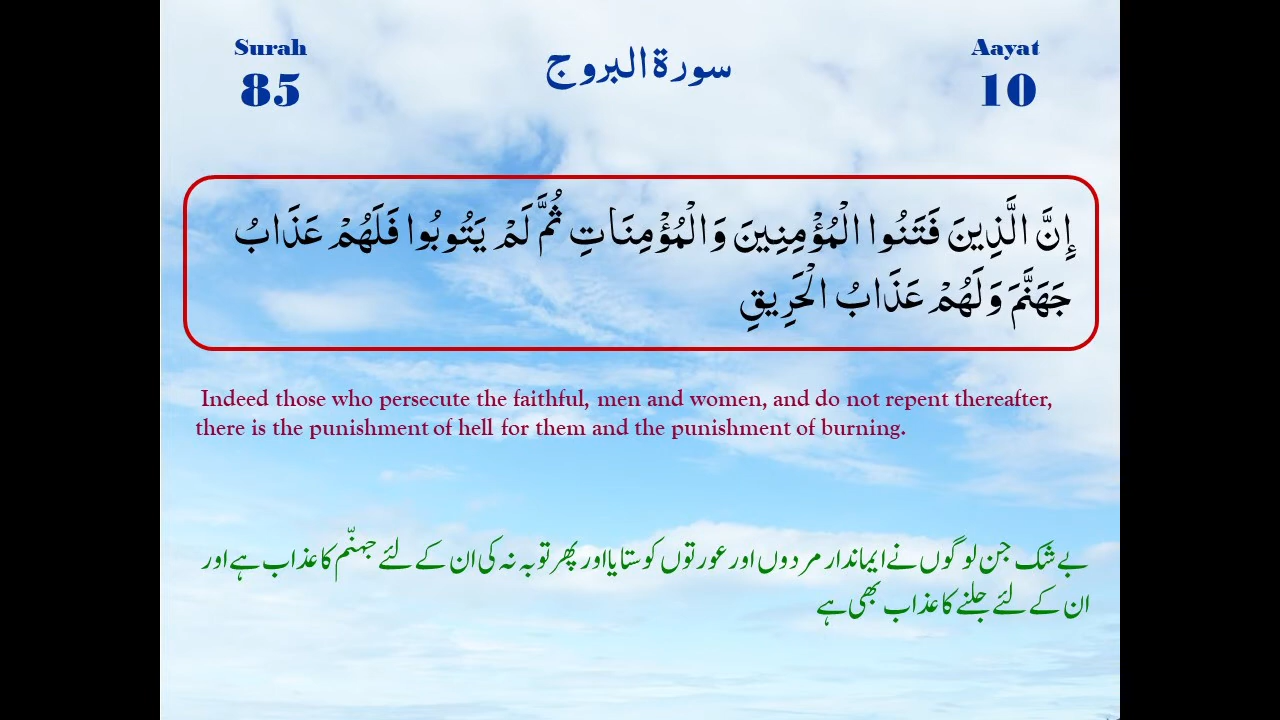 Surah
85
سورة البروج
Aayat
10
إِنَّ الَّذِينَ فَتَنُوا الْمُؤْمِنِينَ وَالْمُؤْمِنَاتِ ثُمَّ لَمْ يَتُوبُوا فَلَهُمْ عَذَابُ
جَهَنَّمَ وَلَهُمْ عَذَابُ الْحَرِيقِ
Indeed those who persecute the faithful, men and women, and do not repent thereafter,
there is the punishment of hell for them and the punishment of burning.
بے شک جن لوگوں نے ایماندار مردوں اور عورتوں کو ستایا اور پھر توبہ نہ کی ان کے لئے جہنّم کا عذاب ہے اور
ان کے لئے جلنے کا عذاب بھی ہے